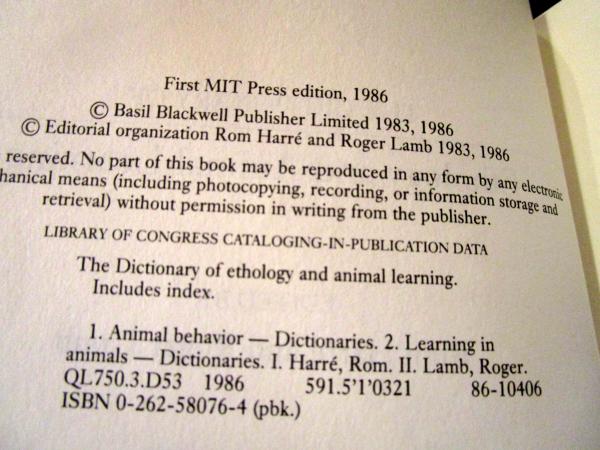 First MIT Press edition, 1986
© Basil Blackwell Publisher Limited 1983, 1986
© Editorial organization Rom Harré and Roger Lamb 1983, 1986
reserved. No part of this book may be reproduced in any form by any electronic
hanical means (including photocopying, recording, or information storage and
retrieval) without permission in writing from the publisher.
LIBRARY OF CONGRESS CATALOGING-IN-PUBLICATION DATA
The Dictionary of ethology and animal learning.
Includes index.
1. Animal behavior — Dictionaries. 2. Learning in
animals — Dictionaries. I. Harré, Rom. II. Lamb, Roger.
QL750.3.D53 1986 591.5'1'0321 86-10406
ISBN 0-262-58076-4 (pbk.)